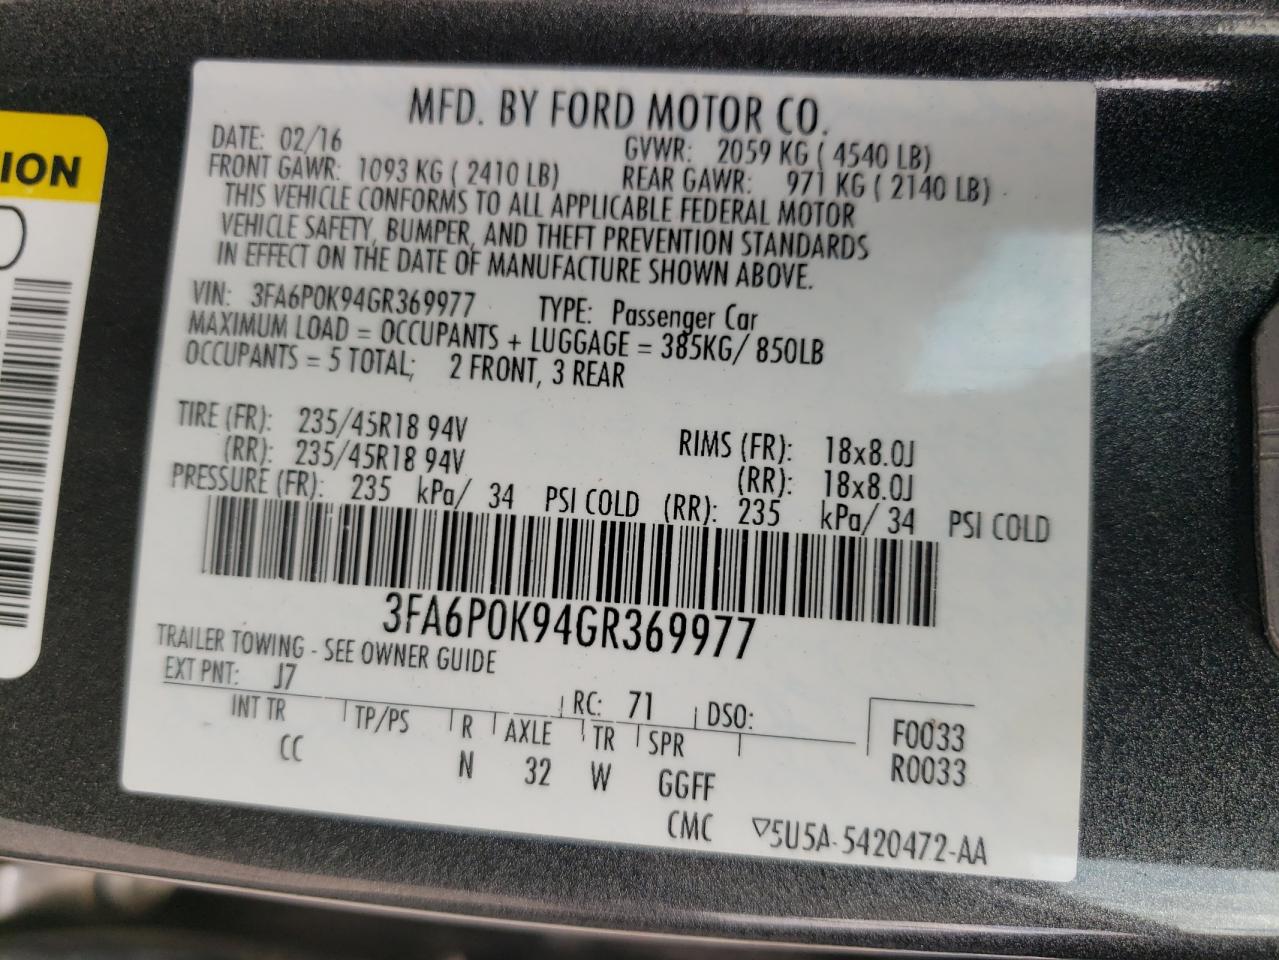 ION
MFD. BY FORD MOTOR CO.
DATE: 02/16 GVWR: 2059 KG ( 4540 LB)
FRONT GAWR: 1093 KG ( 2410 LB) REAR GAWR: 971 KG ( 2140 LB)
THIS VEHICLE CONFORMS TO ALL APPLICABLE FEDERAL MOTOR
VEHICLE SAFETY, BUMPER, AND THEFT PREVENTION STANDARDS
IN EFFECT ON THE DATE OF MANUFACTURE SHOWN ABOVE.
VIN: 3FA6P0K94GR369977 TYPE: Passenger Car
MAXIMUM LOAD = OCCUPANTS + LUGGAGE = 385KG/ 850LB
OCCUPANTS = 5 TOTAL; 2 FRONT, 3 REAR
TIRE (FR): 235/45R18 94V RIMS (FR): 18x8.0J
(RR): 235/45R18 94V (RR): 18x8.0J
PRESSURE (FR): 235 kPa/ 34 PSI COLD (RR): 235 kPa/ 34 PSI COLD
3FA6P0K94GR369977
TRAILER TOWING - SEE OWNER GUIDE
EXT PNT: J7 RC: 71 DSO:
INT TR TP/PS R AXLE TR SPR F0033
CC N 32 W GGFF R0033
CMC ▽5U5A-5420472-AA